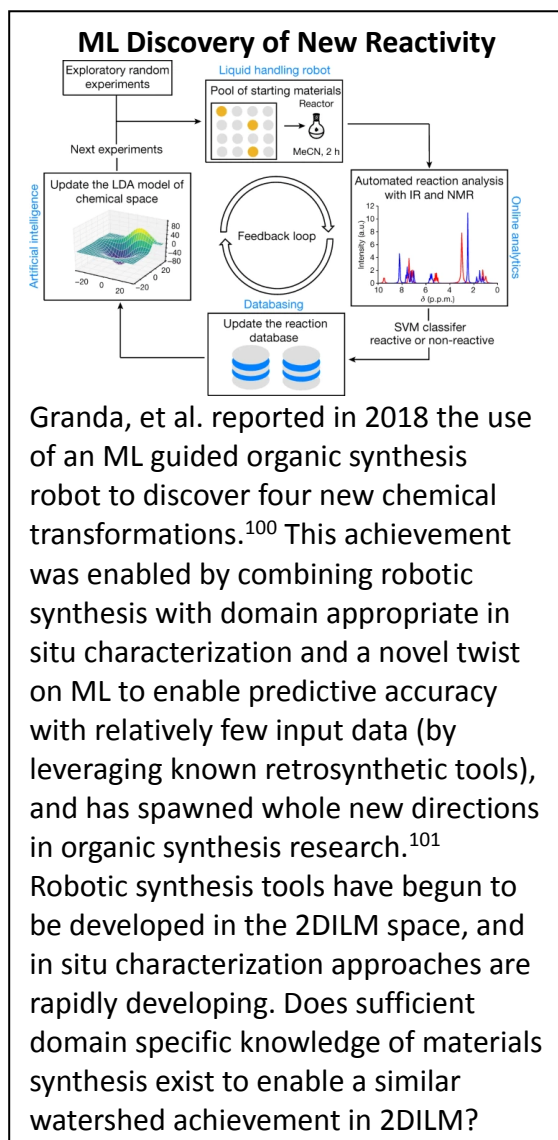 ML Discovery of New Reactivity
Exploratory random
experiments
Liquid handling robot
Pool of starting materials
Reactor
MeCN, 2 h
Next experiments
Artificial intelligence
Update the LDA model of
chemical space
80
40
0
-40
-80
20
0
-20
-20
0
20
Feedback loop
Automated reaction analysis
with IR and NMR
Online analytics
Intensity (a.u.)
12
10
8
6
4
2
0
10
8
6
4
2
0
δ (p.p.m.)
SVM classifer
reactive or non-reactive
Databasing
Update the reaction
database
Granda, et al. reported in 2018 the use
of an ML guided organic synthesis
robot to discover four new chemical
transformations.100 This achievement
was enabled by combining robotic
synthesis with domain appropriate in
situ characterization and a novel twist
on ML to enable predictive accuracy
with relatively few input data (by
leveraging known retrosynthetic tools),
and has spawned whole new directions
in organic synthesis research.101
Robotic synthesis tools have begun to
be developed in the 2DILM space, and
in situ characterization approaches are
rapidly developing. Does sufficient
domain specific knowledge of materials
synthesis exist to enable a similar
watershed achievement in 2DILM?